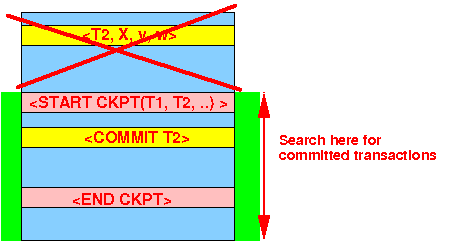 <T2, X, v, w>
<START CKPT(T1, T2, ..) >
<COMMIT T2>
Search here for
committed transactions
<END CKPT>